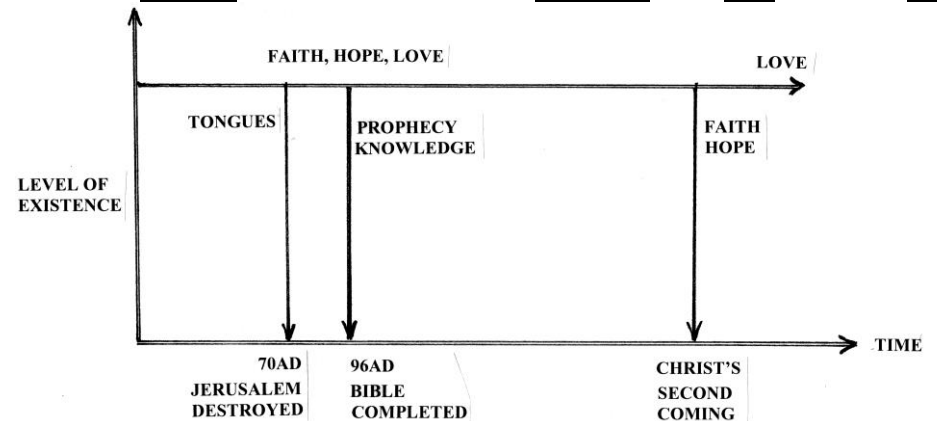 FAITH, HOPE, LOVE
LOVE
TONGUES
PROPHECY
KNOWLEDGE
FAITH
HOPE
LEVEL OF
EXISTENCE
TIME
70AD
JERUSALEM
DESTROYED
96AD
BIBLE
COMPLETED
CHRIST'S
SECOND
COMING